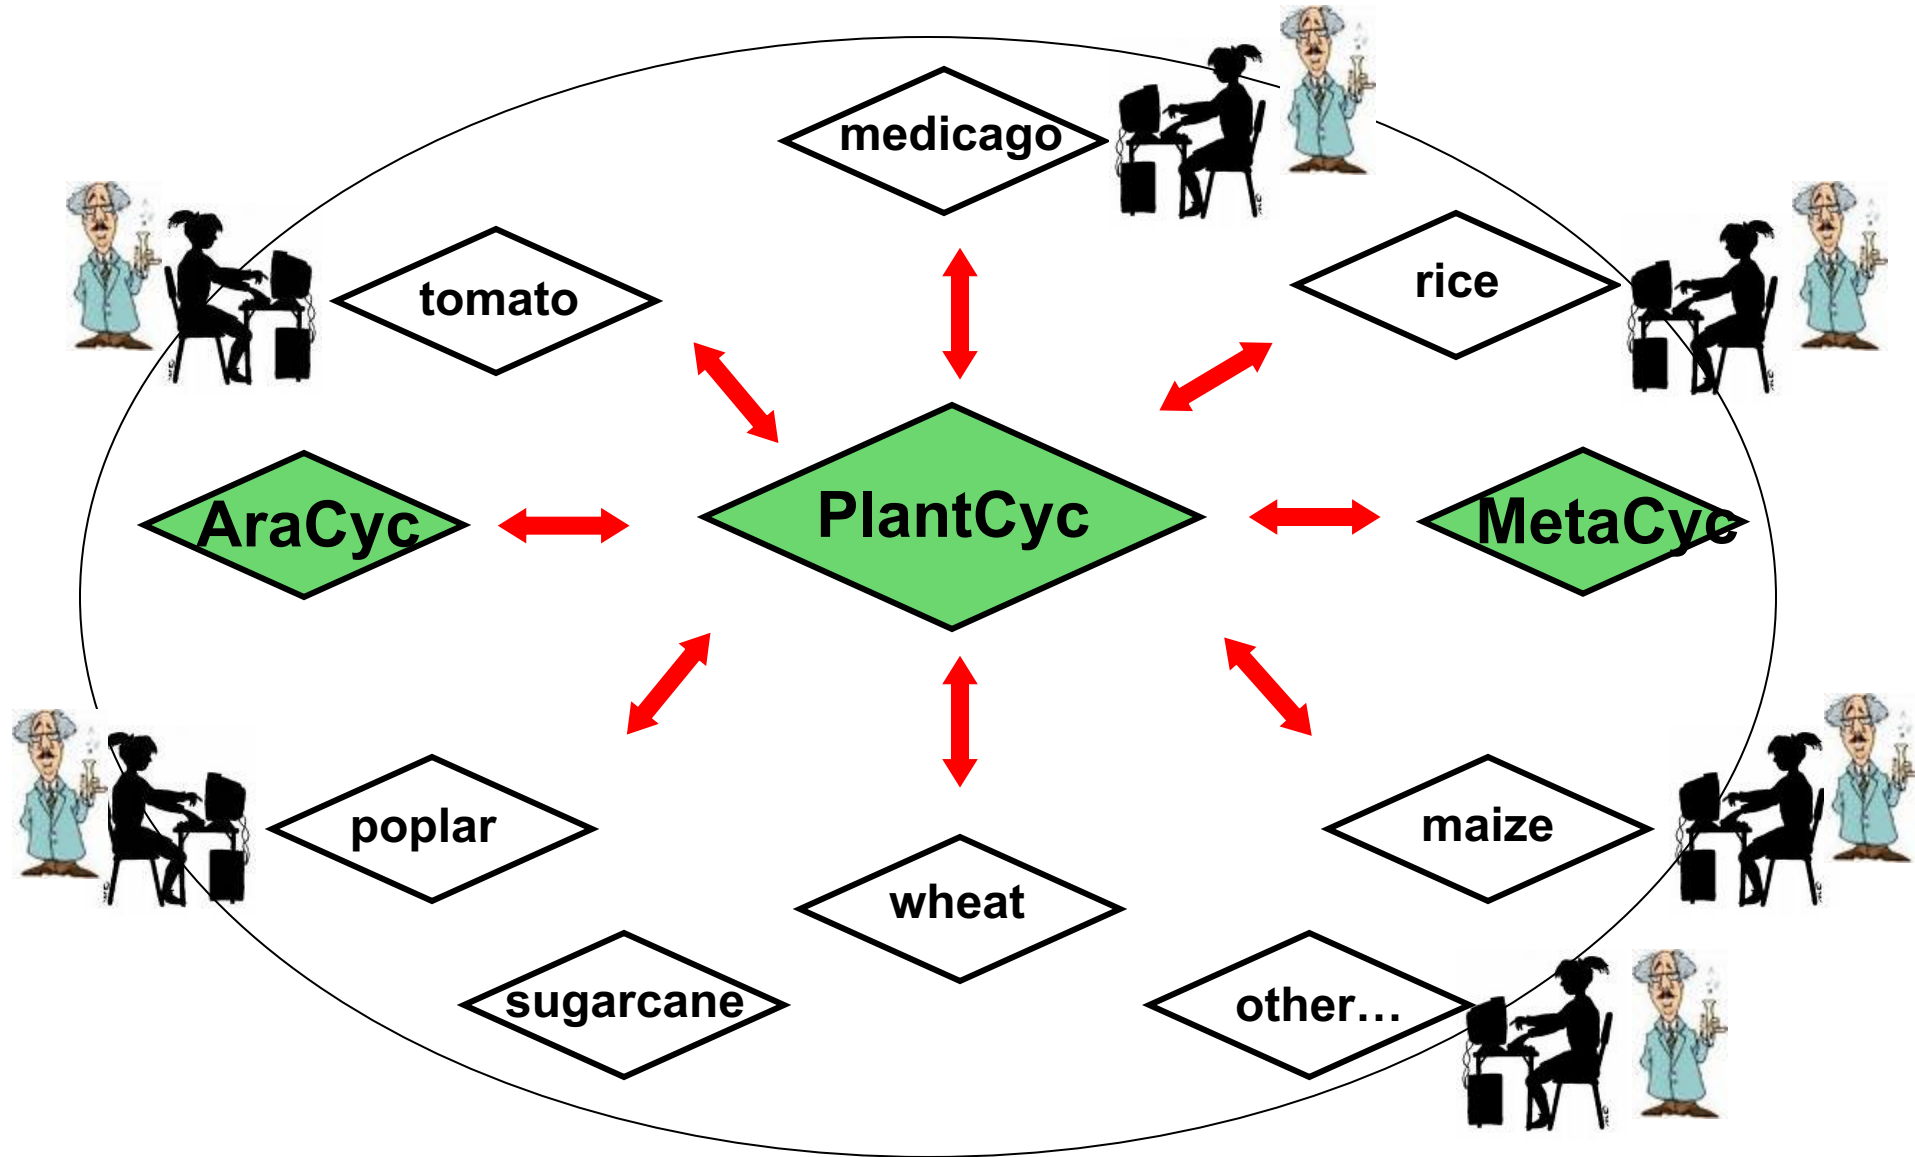 medicago
tomato
rice
AraCyc
PlantCyc
MetaCyc
poplar
maize
wheat
sugarcane
other…